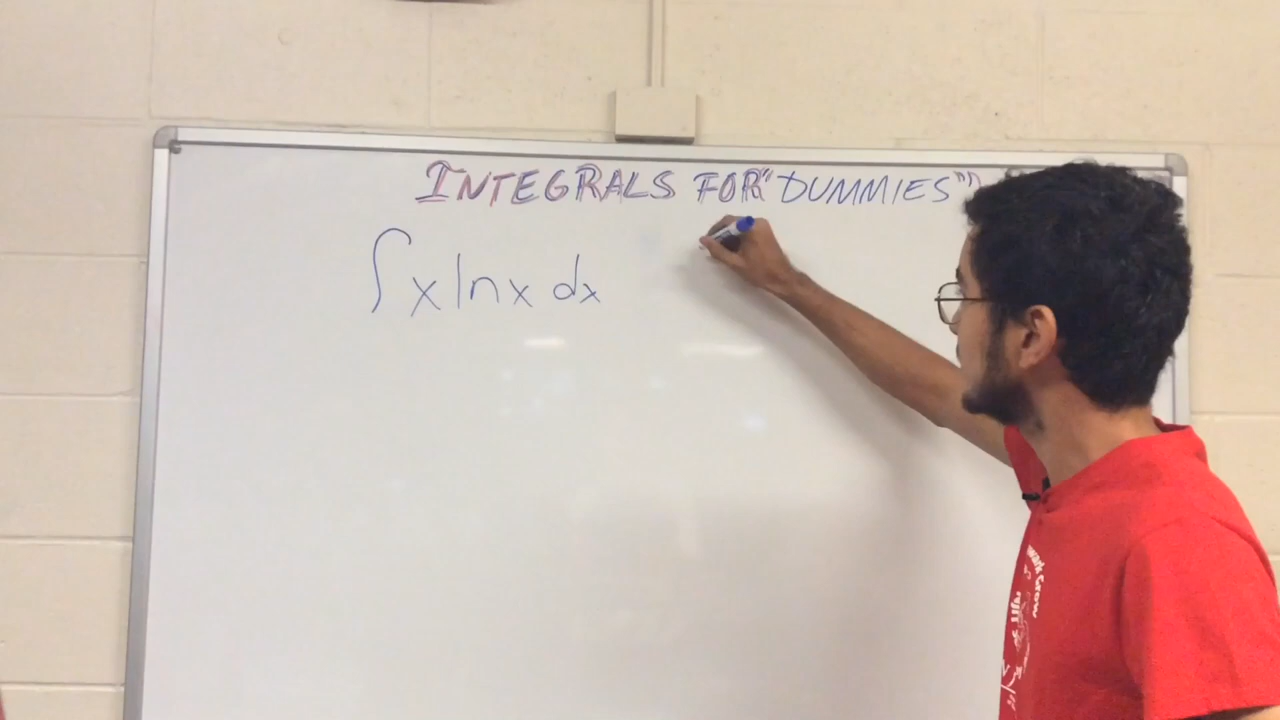 INTEGRALS FOR "DUMMIES"
∫ x ln x dx